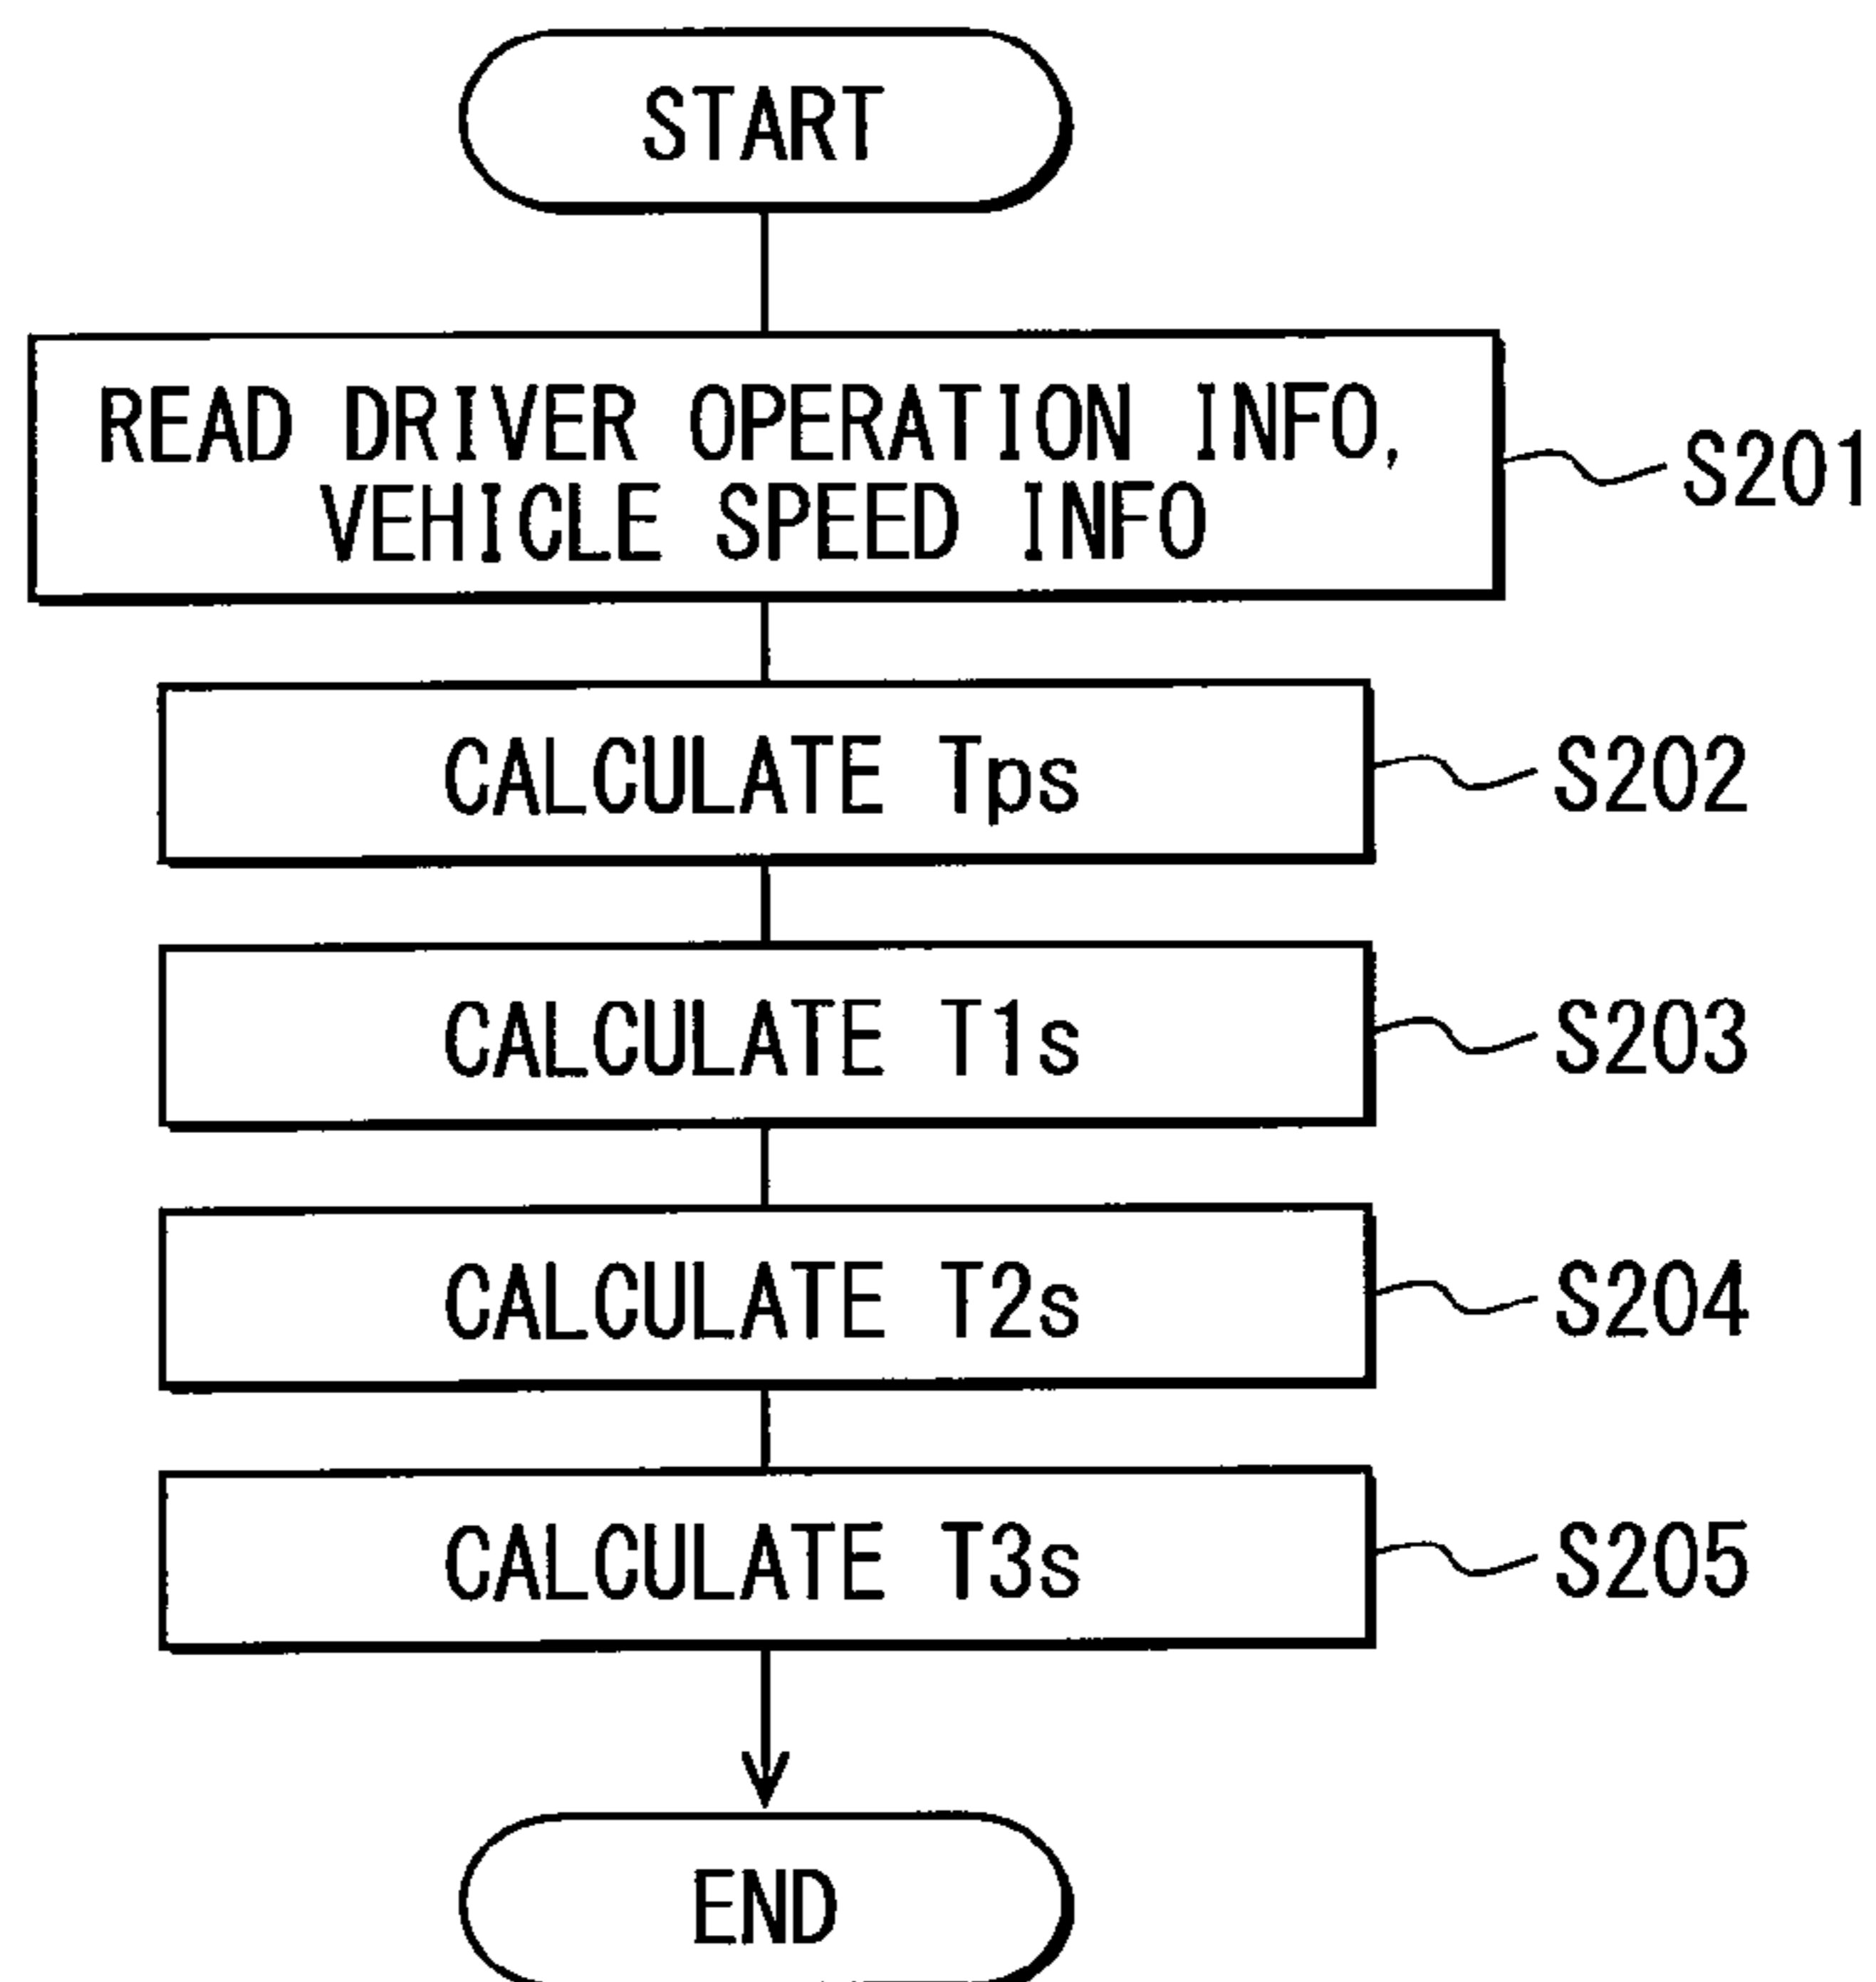 START
READ DRIVER OPERATION INFO,
VEHICLE SPEED INFO
S201
CALCULATE Tps
S202
CALCULATE T1s
S203
CALCULATE T2s
S204
CALCULATE T3s
S205
END